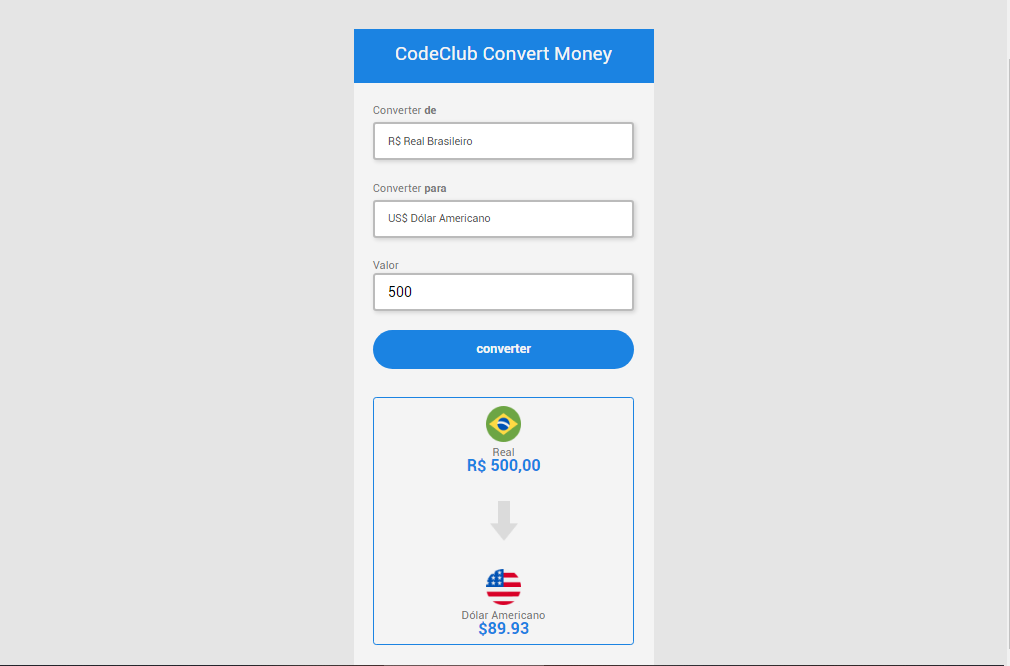 CodeClub Convert Money
Converter de
R$ Real Brasileiro
Converter para
US$ Dólar Americano
Valor
500
converter
Real
R$ 500,00
Dólar Americano
$89.93